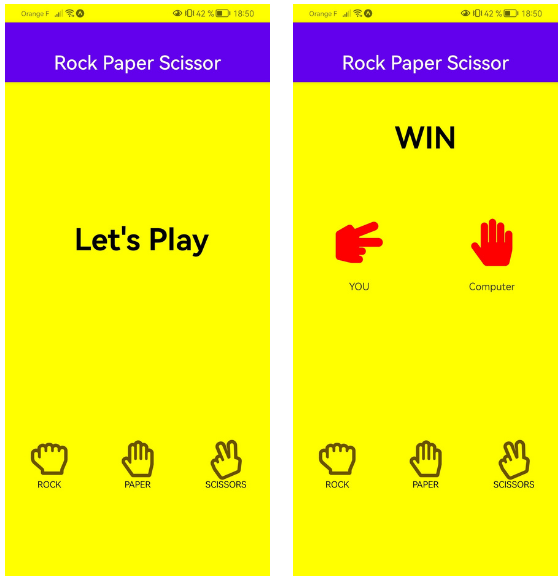 Orange F 42 % 18:50
Rock Paper Scissor
Let's Play
ROCK PAPER SCISSORS
Orange F 42 % 18:50
Rock Paper Scissor
WIN
YOU Computer
ROCK PAPER SCISSORS